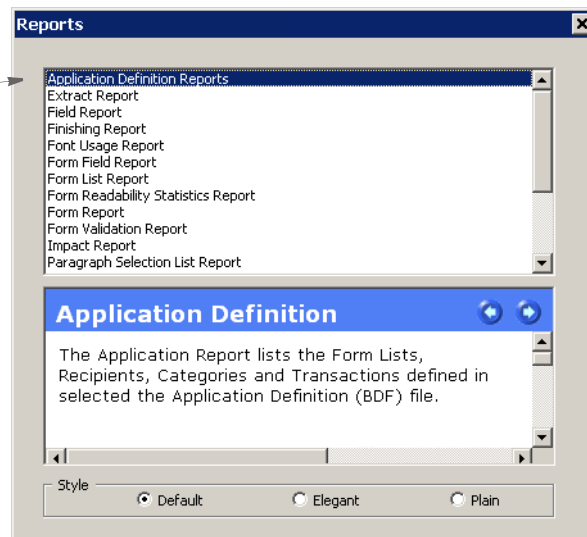 Reports
Application Definition Reports
Extract Report
Field Report
Finishing Report
Font Usage Report
Form Field Report
Form List Report
Form Readability Statistics Report
Form Report
Form Validation Report
Impact Report
Paragraph Selection List Report
Application Definition
The Application Report lists the Form Lists,
Recipients, Categories and Transactions defined in
selected the Application Definition (BDF) file.
Style
Default Elegant Plain